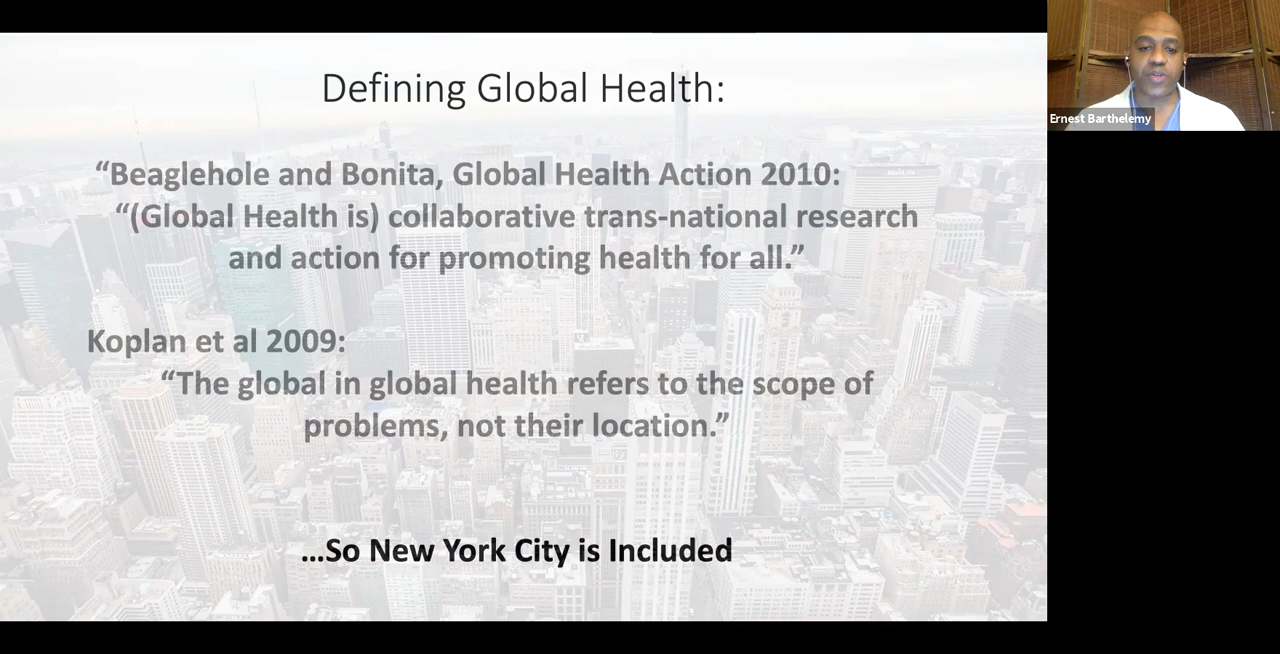 Defining Global Health:
“Beaglehole and Bonita, Global Health Action 2010:
“(Global Health is) collaborative trans-national research
and action for promoting health for all.”
Koplan et al 2009:
“The global in global health refers to the scope of
problems, not their location.”
…So New York City is Included
Ernest Barthelemy
MetLife